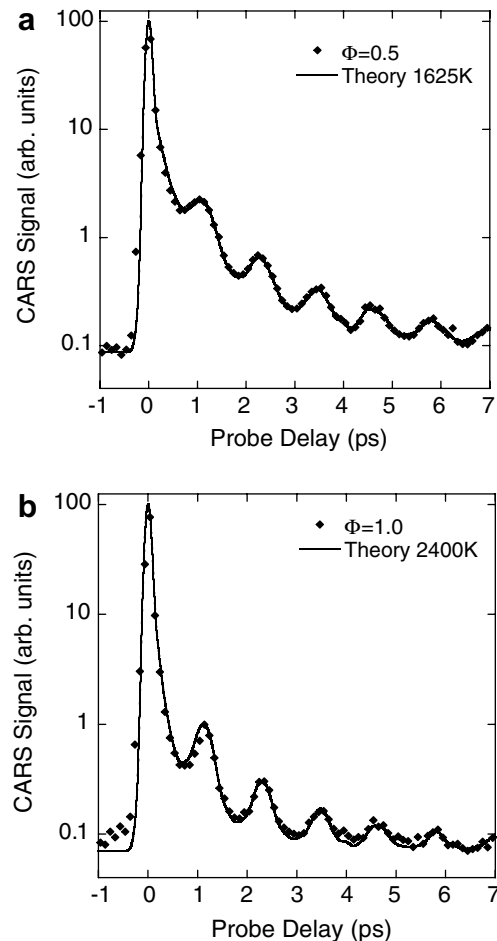 a
100
10
1
0.1
CARS Signal (arb. units)
Φ=0.5
Theory 1625K
-1 0 1 2 3 4 5 6 7
Probe Delay (ps)
b
100
10
1
0.1
CARS Signal (arb. units)
Φ=1.0
Theory 2400K
-1 0 1 2 3 4 5 6 7
Probe Delay (ps)